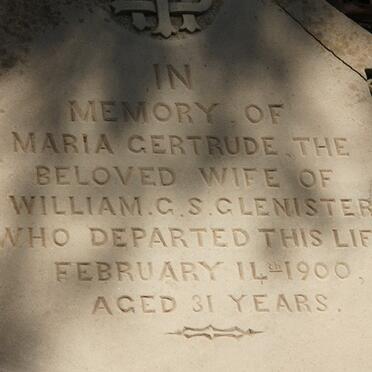 IN
MEMORY OF
MARIA GERTRUDE, THE
BELOVED WIFE OF
WILLIAM. G. S. GLENISTER
WHO DEPARTED THIS LIF
FEBRUARY 14th 1900,
AGED 31 YEARS.